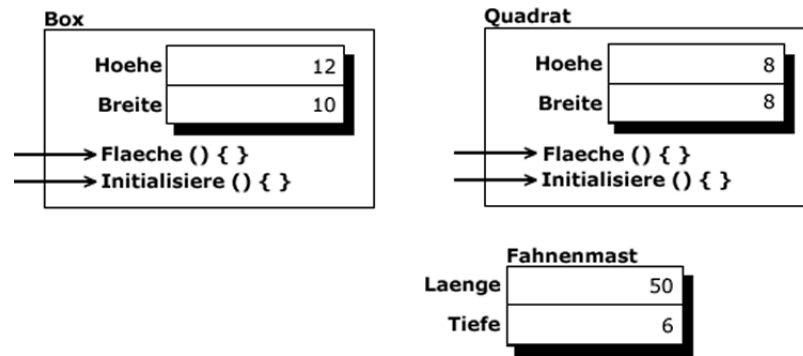 Box
Hoehe 12
Breite 10
Flaeche () { }
Initialisiere () { }
Quadrat
Hoehe 8
Breite 8
Flaeche () { }
Initialisiere () { }
Fahnenmast
Laenge 50
Tiefe 6